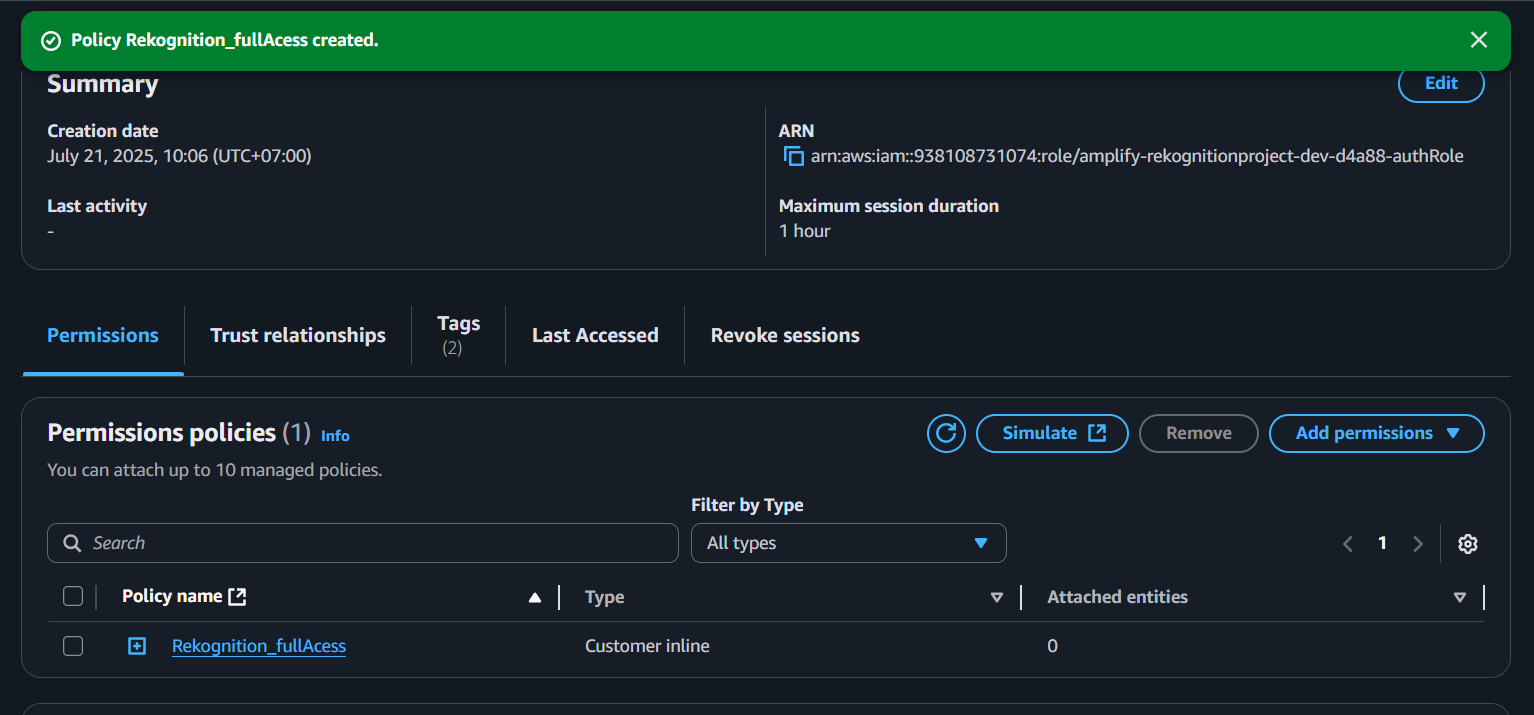 Policy Rekognition_fullAcess created.
Summary
Edit
Creation date
July 21, 2025, 10:06 (UTC+07:00)
ARN
arn:aws:iam::938108731074:role/amplify-rekognitionproject-dev-d4a88-authRole
Last activity
-
Maximum session duration
1 hour
Permissions
Trust relationships
Tags
(2)
Last Accessed
Revoke sessions
Permissions policies (1) Info
Simulate
Remove
Add permissions
You can attach up to 10 managed policies.
Filter by Type
Search
All types
1
Policy name
Type
Attached entities
Rekognition_fullAcess
Customer inline
0